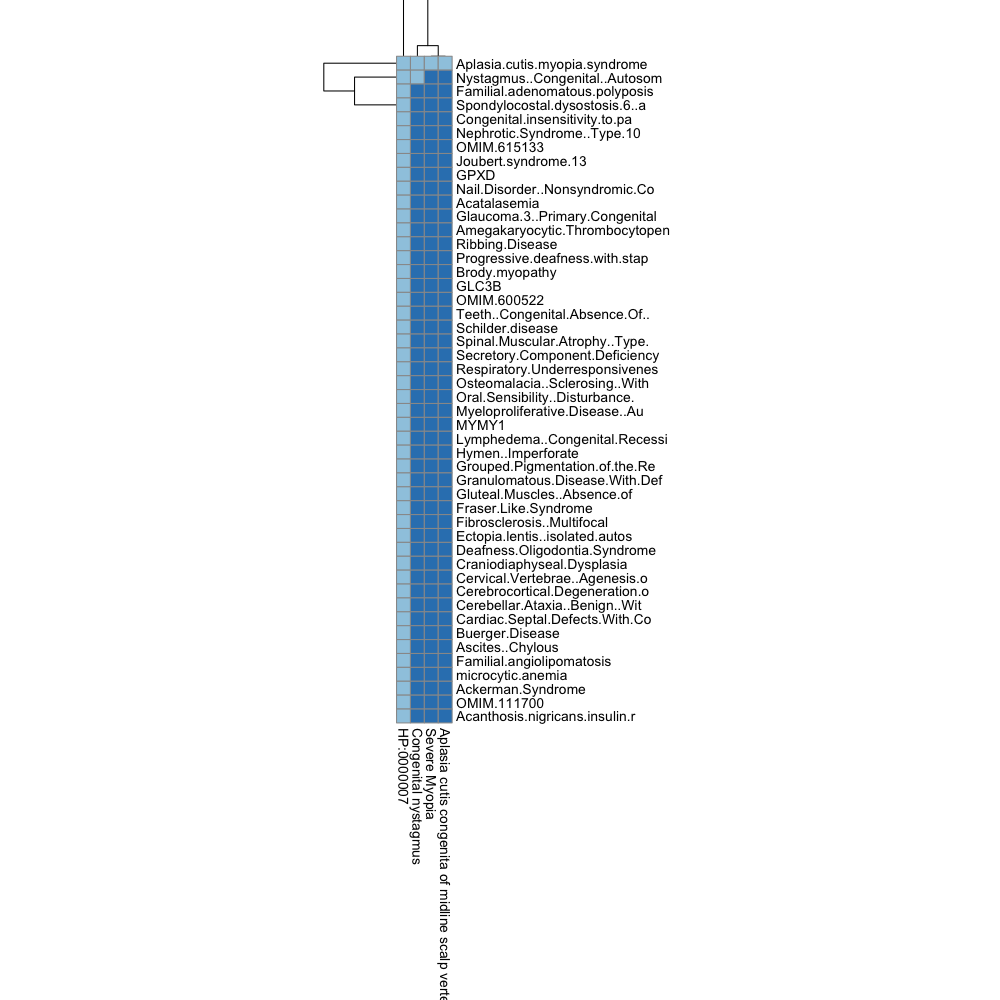 Aplasia.cutis.myopia.syndrome
Nystagmus..Congenital..Autosom
Familial.adenomatous.polyposis
Spondylocostal.dysostosis.6..a
Congenital.insensitivity.to.pa
Nephrotic.Syndrome..Type.10
OMIM.615133
Joubert.syndrome.13
GPXD
Nail.Disorder..Nonsyndromic.Co
Acatalasemia
Glaucoma.3..Primary.Congenital
Amegakaryocytic.Thrombocytopen
Ribbing.Disease
Progressive.deafness.with.stap
Brody.myopathy
GLC3B
OMIM.600522
Teeth..Congenital.Absence.Of..
Schilder.disease
Spinal.Muscular.Atrophy..Type.
Secretory.Component.Deficiency
Respiratory.Underresponsivenes
Osteomalacia..Sclerosing..With
Oral.Sensibility..Disturbance.
Myeloproliferative.Disease..Au
MYMY1
Lymphedema..Congenital.Recessi
Hymen..Imperforate
Grouped.Pigmentation.of.the.Re
Granulomatous.Disease.With.Def
Gluteal.Muscles..Absence.of
Fraser.Like.Syndrome
Fibrosclerosis..Multifocal
Ectopia.lentis..isolated.autos
Deafness.Oligodontia.Syndrome
Craniodiaphyseal.Dysplasia
Cervical.Vertebrae..Agenesis.o
Cerebrocortical.Degeneration.o
Cerebellar.Ataxia..Benign..Wit
Cardiac.Septal.Defects.With.Co
Buerger.Disease
Ascites..Chylous
Familial.angiolipomatosis
microcytic.anemia
Ackerman.Syndrome
OMIM.111700
Acanthosis.nigricans.insulin.r
HP:0000007
Congenital nystagmus
Severe Myopia
Aplasia cutis congenita of midline scalp verte